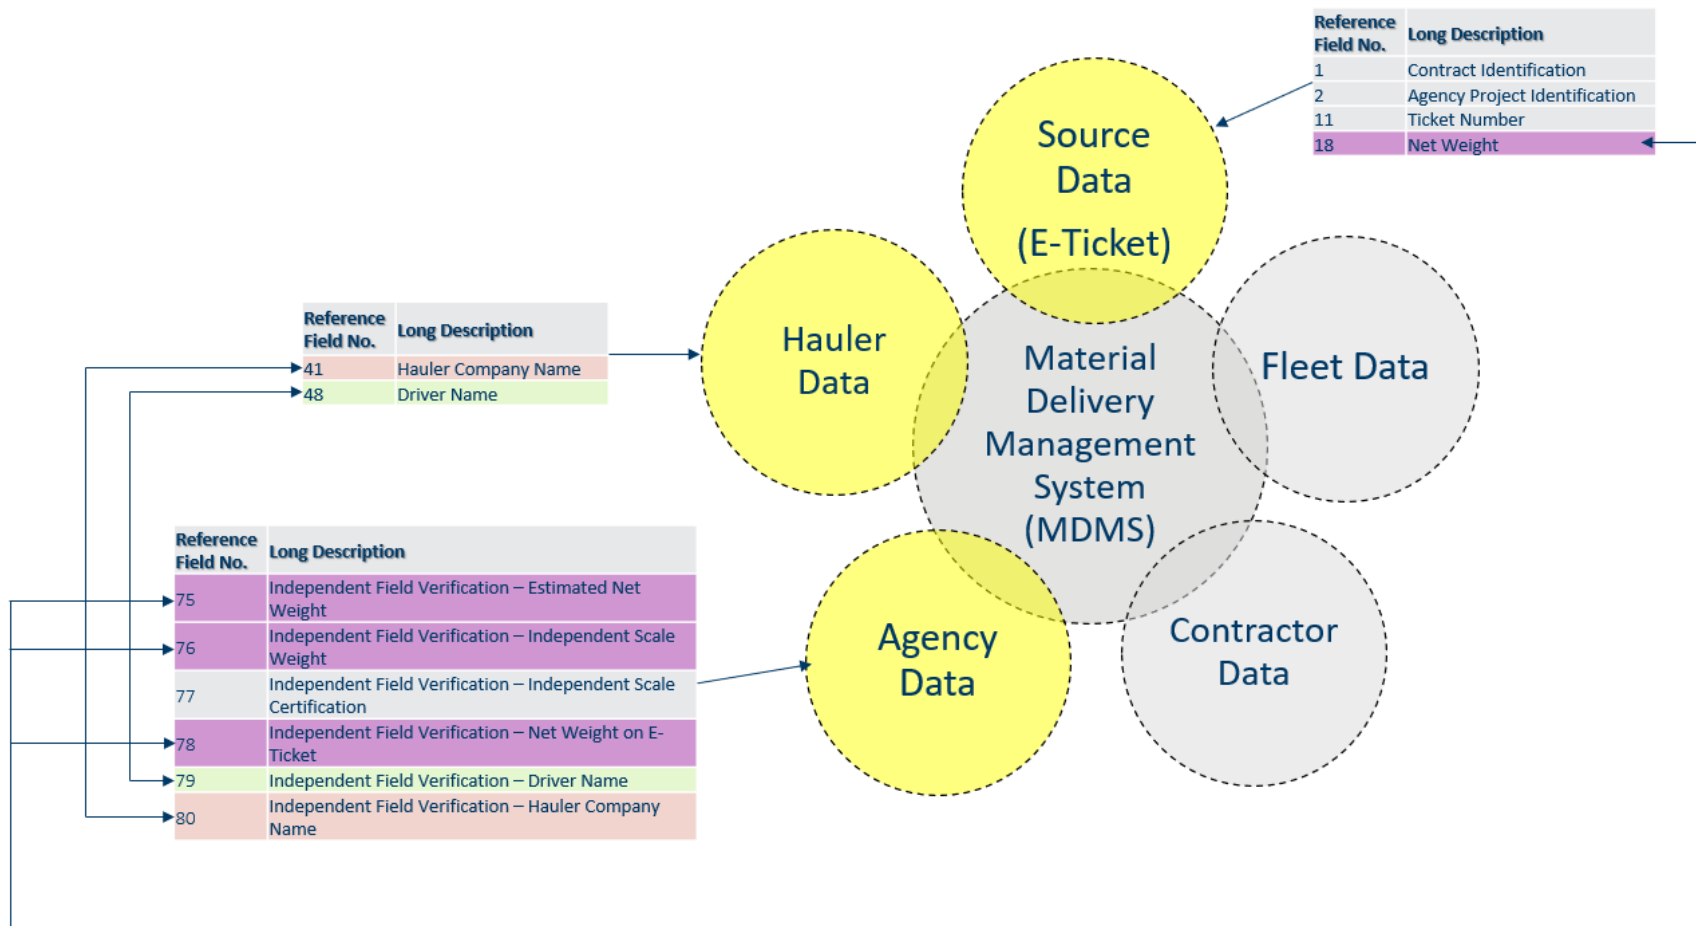 Reference
Field No.
Long Description
1 Contract Identification
2 Agency Project Identification
11 Ticket Number
18 Net Weight
Source
Data
(E-Ticket)
Hauler
Data
Fleet Data
Material
Delivery
Management
System
(MDMS)
Agency
Data
Contractor
Data
Reference
Field No.
Long Description
41 Hauler Company Name
48 Driver Name
Reference
Field No.
Long Description
75 Independent Field Verification – Estimated Net
Weight
76 Independent Field Verification – Independent Scale
Weight
77 Independent Field Verification – Independent Scale
Certification
78 Independent Field Verification – Net Weight on E-
Ticket
79 Independent Field Verification – Driver Name
80 Independent Field Verification – Hauler Company
Name